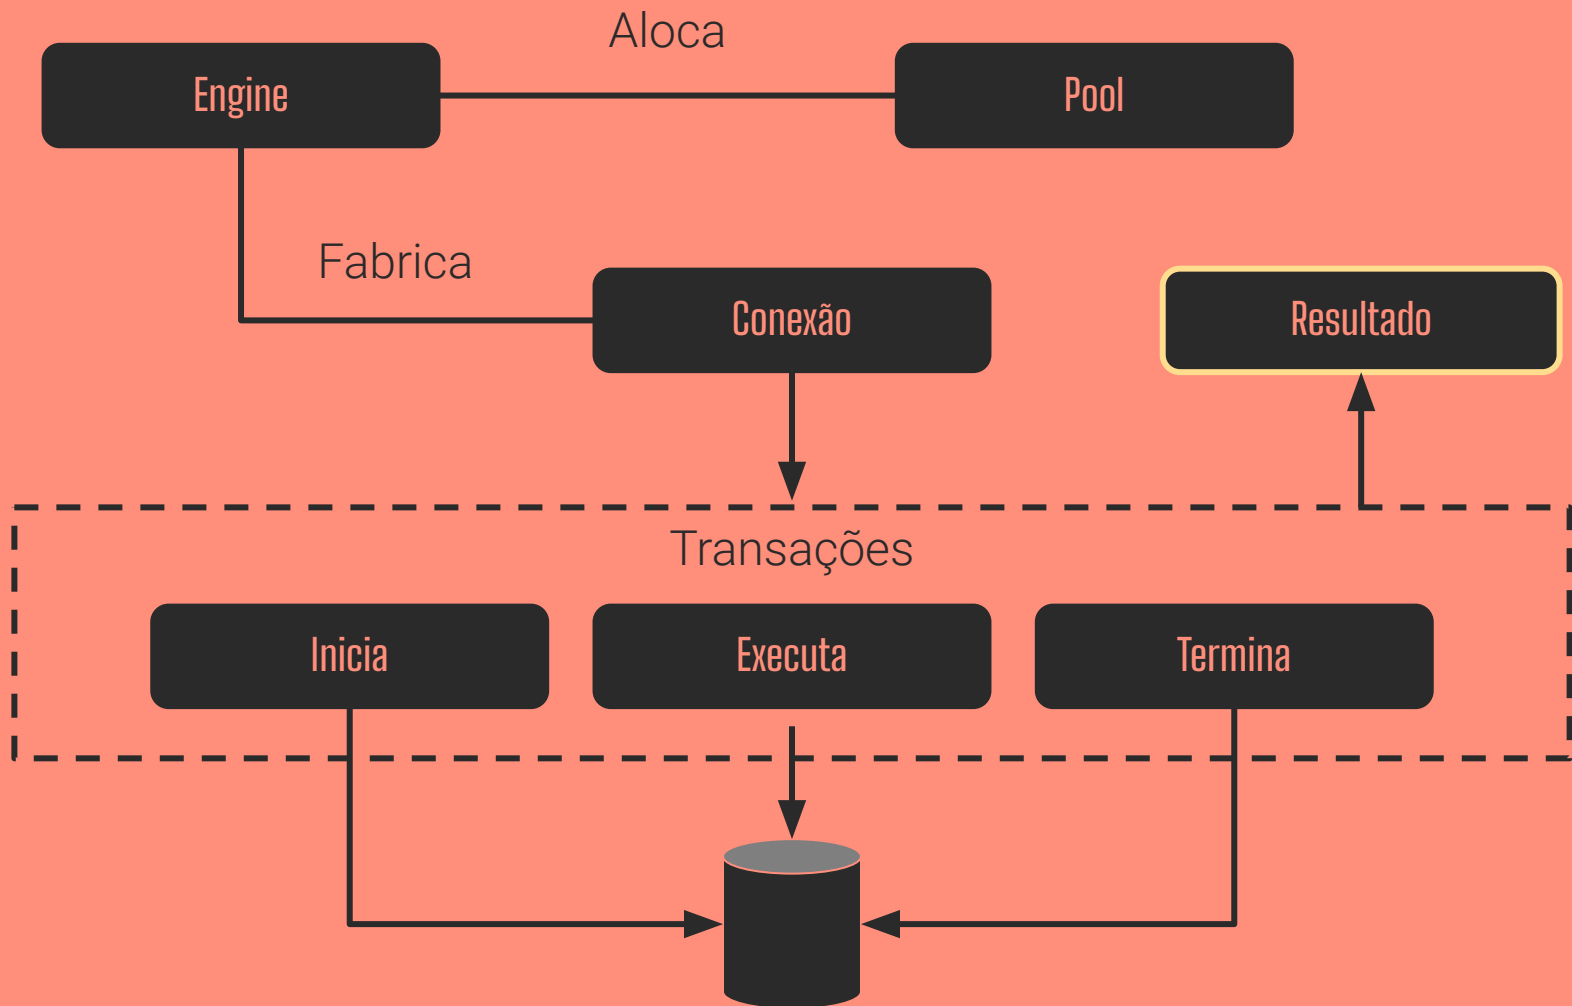 Aloca
Engine
Pool
Fabrica
Conexão
Resultado
Transações
Inicia
Executa
Termina